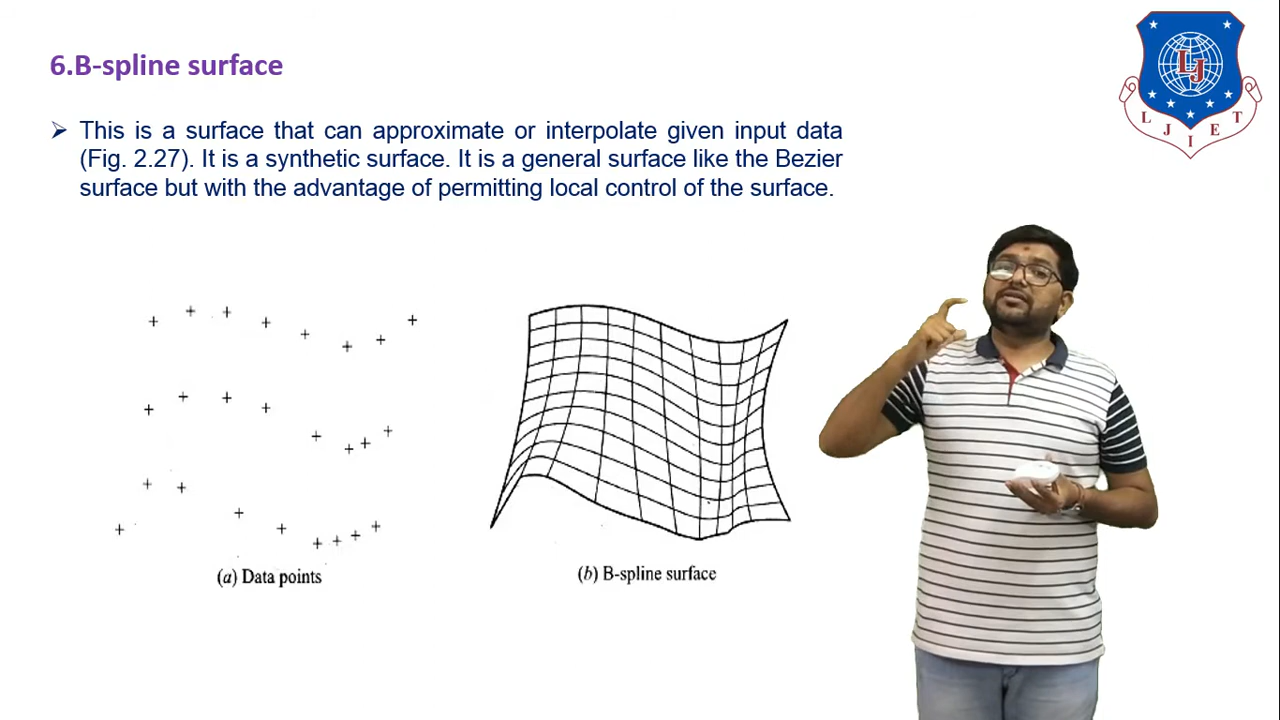 6.B-spline surface
➢ This is a surface that can approximate or interpolate given input data
(Fig. 2.27). It is a synthetic surface. It is a general surface like the Bezier
surface but with the advantage of permitting local control of the surface.
LJ
L J I E T
(a) Data points
(b) B-spline surface